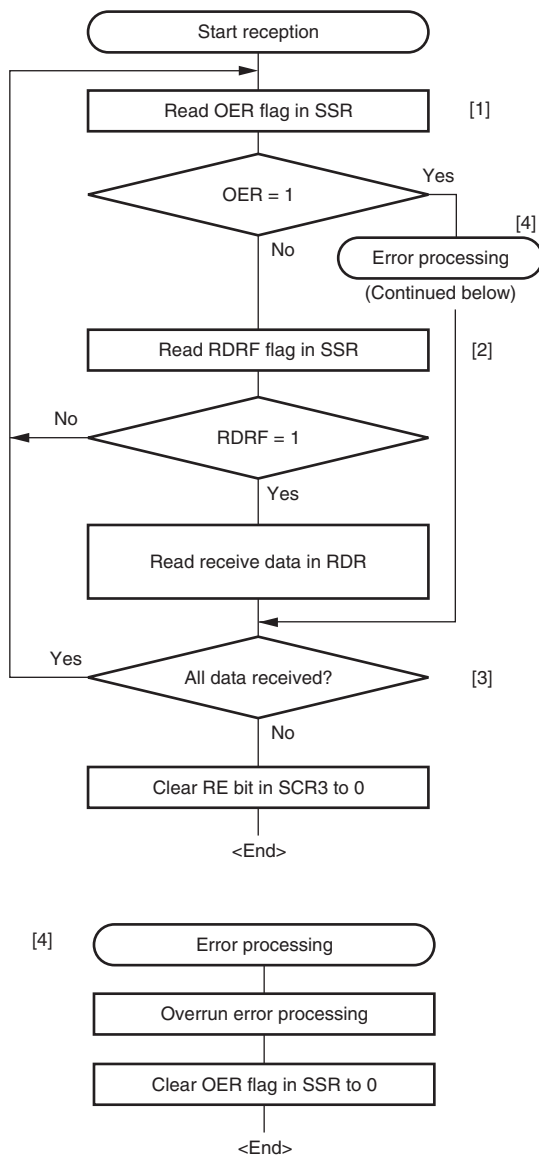 Start reception
Read OER flag in SSR
[1]
OER = 1
Yes
No
[4]
Error processing
(Continued below)
Read RDRF flag in SSR
[2]
No
RDRF = 1
Yes
Read receive data in RDR
Yes
All data received?
[3]
No
Clear RE bit in SCR3 to 0
<End>
[4]
Error processing
Overrun error processing
Clear OER flag in SSR to 0
<End>